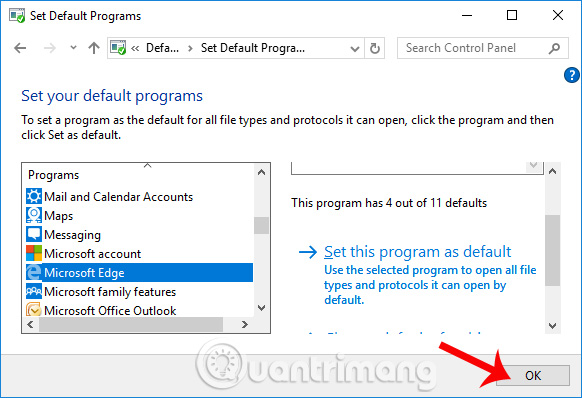 Set Default Programs
Defa... Set Default Progra...
Search Control Panel
?
Set your default programs
To set a program as the default for all file types and protocols it can open, click the program and then
click Set as default.
Programs
Mail and Calendar Accounts
Maps
Messaging
Microsoft account
Microsoft Edge
Microsoft family features
Microsoft Office Outlook
This program has 4 out of 11 defaults
Set this program as default
Use the selected program to open all file
types and protocols it can open by
default.
Quantrimang
OK